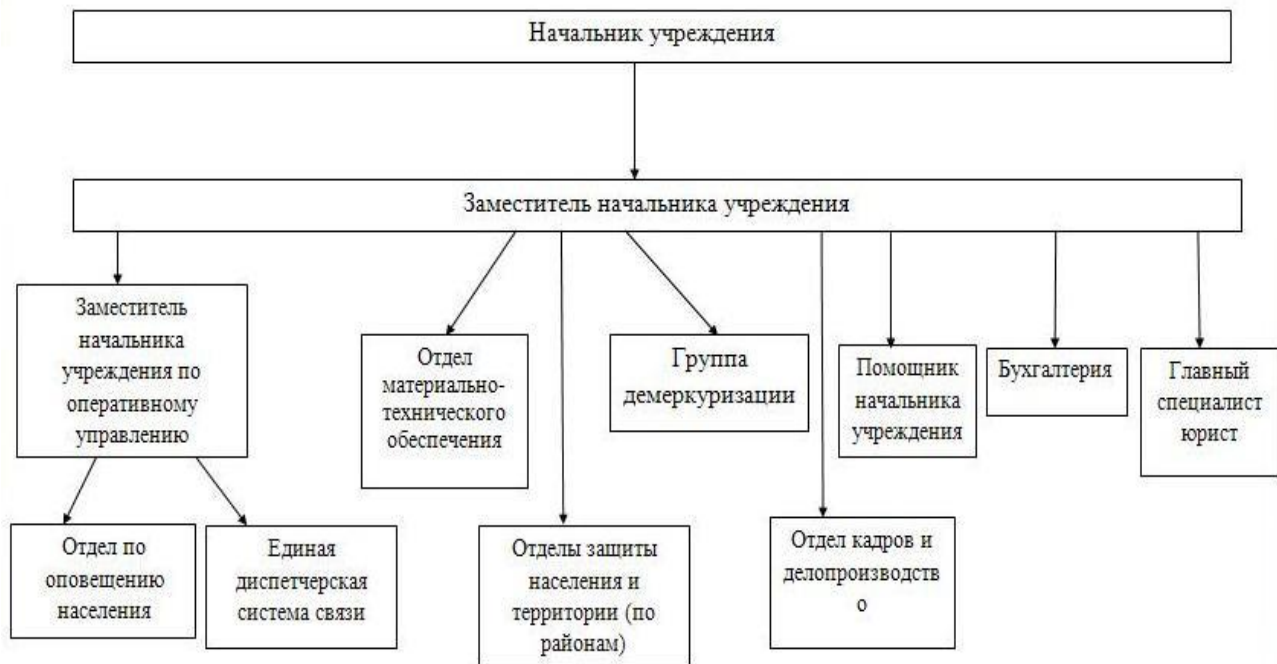 Начальник учреждения
Заместитель начальника учреждения
Заместитель
начальника
учреждения по
оперативному
управлению
Отдел
материально-
технического
обеспечения
Группа
демеркуризации
Помощник
начальника
учреждения
Бухгалтерия
Главный
специалист
юрист
Отдел по
оповещению
населения
Единая
диспетчерская
система связи
Отделы защиты
населения и
территории (по
районам)
Отдел кадров и
делопроизводств
о